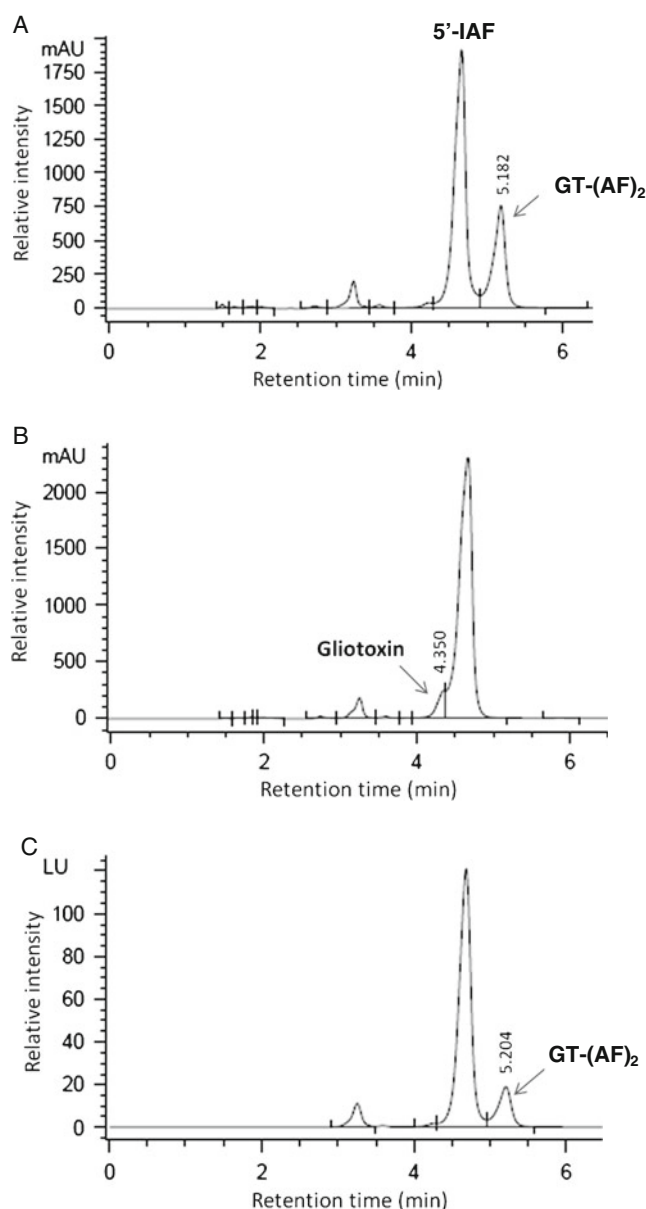 A
mAU
5'-IAF
1750
1500
1250
1000
750
500
250
0
5.182
GT-(AF)₂
Relative intensity
0 2 4 6
Retention time (min)
B
mAU
2000
1500
1000
500
0
Gliotoxin
4.350
Relative intensity
0 2 4 6
Retention time (min)
C
LU
100
80
60
40
20
0
5.204
GT-(AF)₂
Relative intensity
0 2 4 6
Retention time (min)